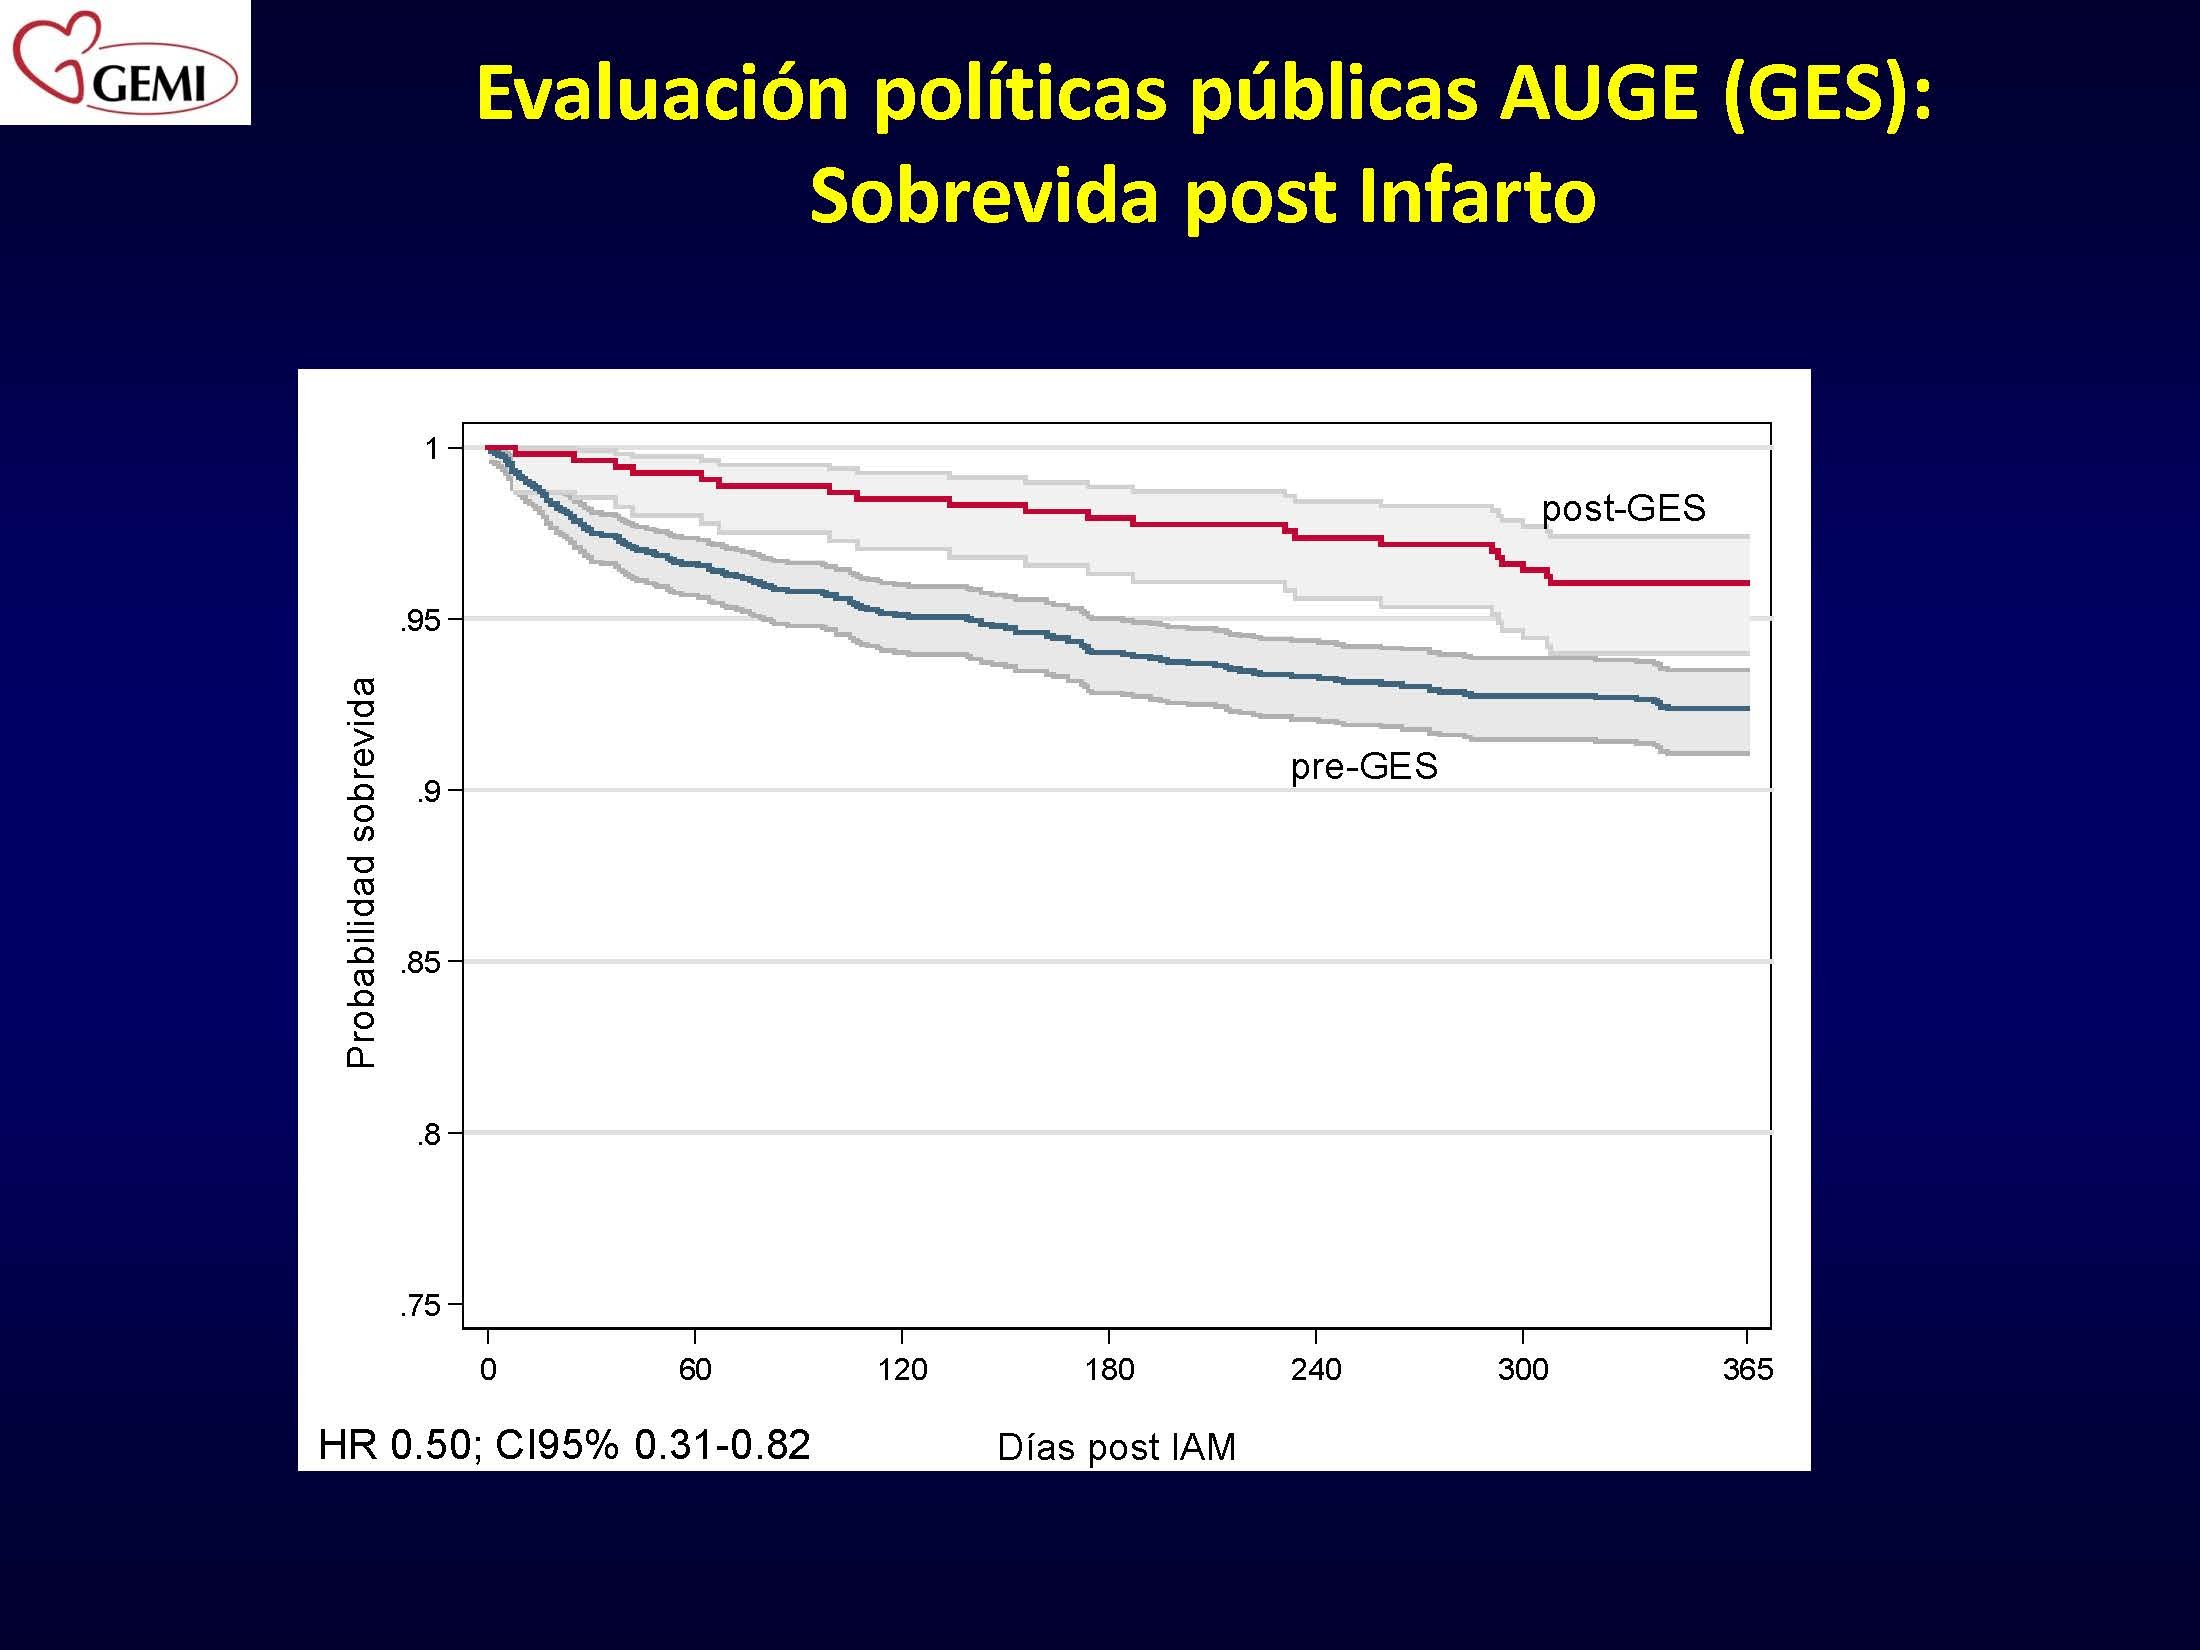 GEMI
Evaluación políticas públicas AUGE (GES):
Sobrevida post Infarto
1
.95
.9
.85
.8
.75
Probabilidad sobrevida
post-GES
pre-GES
0 60 120 180 240 300 365
HR 0.50; CI95% 0.31-0.82
Días post IAM